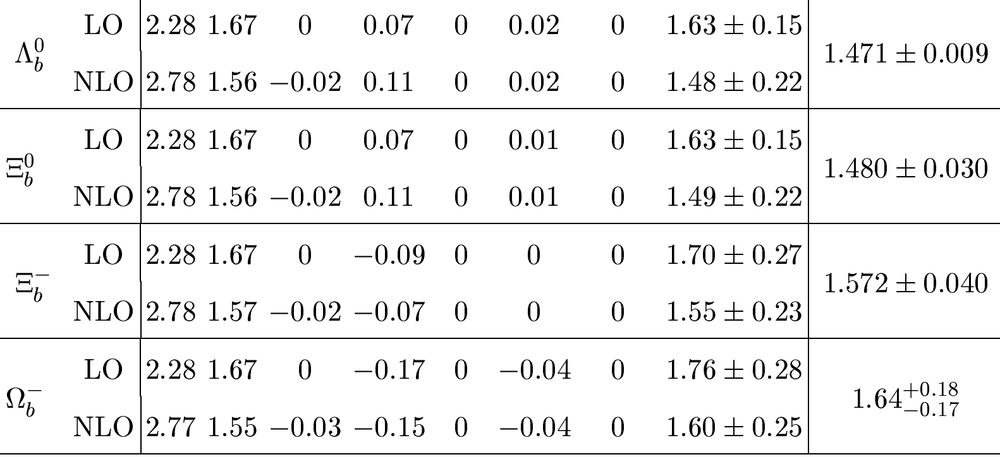 LO 2.28 1.67 0 0.07 0 0.02 0 1.63 ± 0.15
Λ_b^0 1.471 ± 0.009
NLO 2.78 1.56 −0.02 0.11 0 0.02 0 1.48 ± 0.22
LO 2.28 1.67 0 0.07 0 0.01 0 1.63 ± 0.15
Ξ_b^0 1.480 ± 0.030
NLO 2.78 1.56 −0.02 0.11 0 0.01 0 1.49 ± 0.22
LO 2.28 1.67 0 −0.09 0 0 0 1.70 ± 0.27
Ξ_b^− 1.572 ± 0.040
NLO 2.78 1.57 −0.02 −0.07 0 0 0 1.55 ± 0.23
LO 2.28 1.67 0 −0.17 0 −0.04 0 1.76 ± 0.28
Ω_b^− 1.64^{+0.18}_{−0.17}
NLO 2.77 1.55 −0.03 −0.15 0 −0.04 0 1.60 ± 0.25